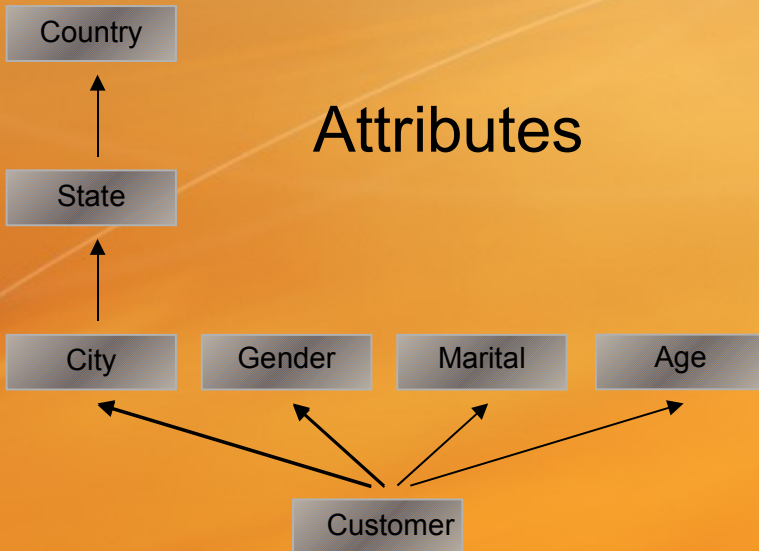 Country
Attributes
State
City
Gender
Marital
Age
Customer